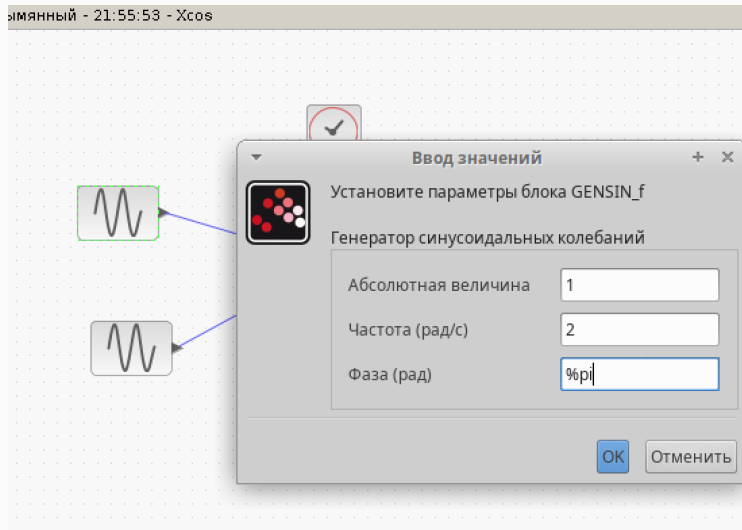 ымянный - 21:55:53 - Xcos
Ввод значений
Установите параметры блока GENSIN_f
Генератор синусоидальных колебаний
Абсолютная величина 1
Частота (рад/с) 2
Фаза (рад) %pi
OK Отменить